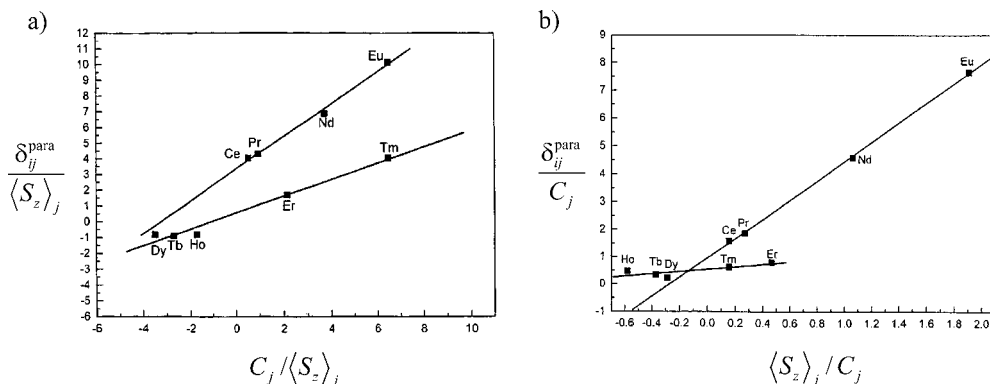 a)
δ_{ij}^{para} / ⟨S_z⟩_j
12
11
10
9
8
7
6
5
4
3
2
1
0
-1
-2
-3
-4
-5
-6
Eu
Nd
Pr
Ce
Tm
Er
Dy Tb Ho
-6 -4 -2 0 2 4 6 8 10
C_j / ⟨S_z⟩_j
b)
δ_{ij}^{para} / C_j
9
8
7
6
5
4
3
2
1
0
-1
Eu
Nd
Pr
Ce
Ho Tb Dy Tm Er
-0.6 -0.4 -0.2 0.0 0.2 0.4 0.6 0.8 1.0 1.2 1.4 1.6 1.8 2.0
⟨S_z⟩_j / C_j